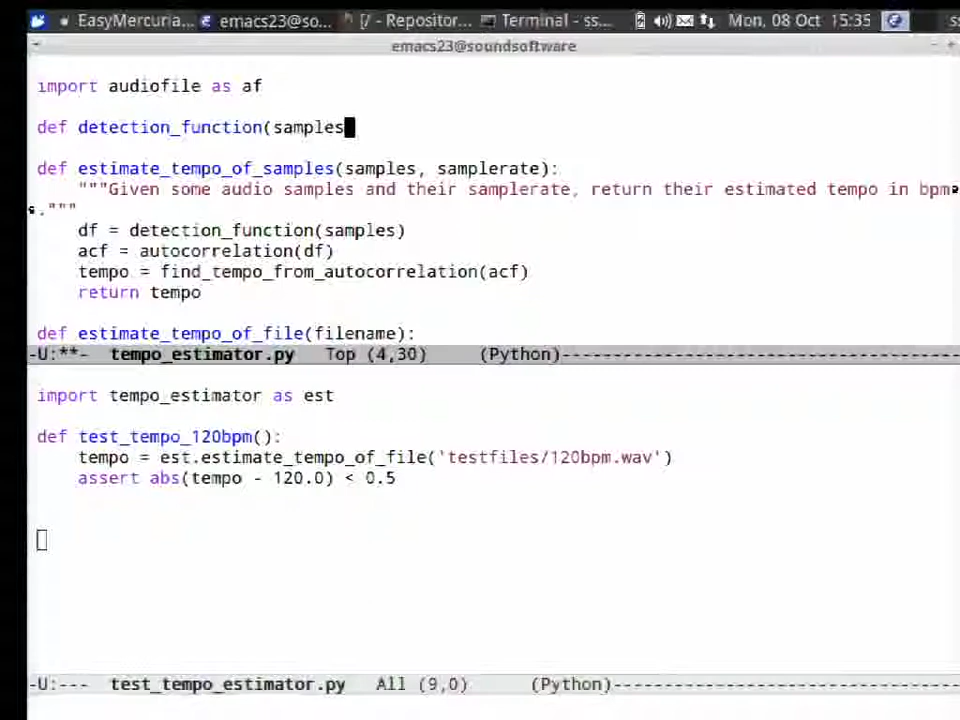 EasyMercuria... emacs23@so... [/ - Repositor... Terminal - ss... Mon, 08 Oct 15:35
emacs23@soundsoftware
import audiofile as af
def detection_function(samples
def estimate_tempo_of_samples(samples, samplerate):
"""Given some audio samples and their samplerate, return their estimated tempo in bpm
."""
df = detection_function(samples)
acf = autocorrelation(df)
tempo = find_tempo_from_autocorrelation(acf)
return tempo
def estimate_tempo_of_file(filename):
-U:**- tempo_estimator.py Top (4,30) (Python)---------------------------------------
import tempo_estimator as est
def test_tempo_120bpm():
tempo = est.estimate_tempo_of_file('testfiles/120bpm.wav')
assert abs(tempo - 120.0) < 0.5
-U:--- test_tempo_estimator.py All (9,0) (Python)----------------------------------